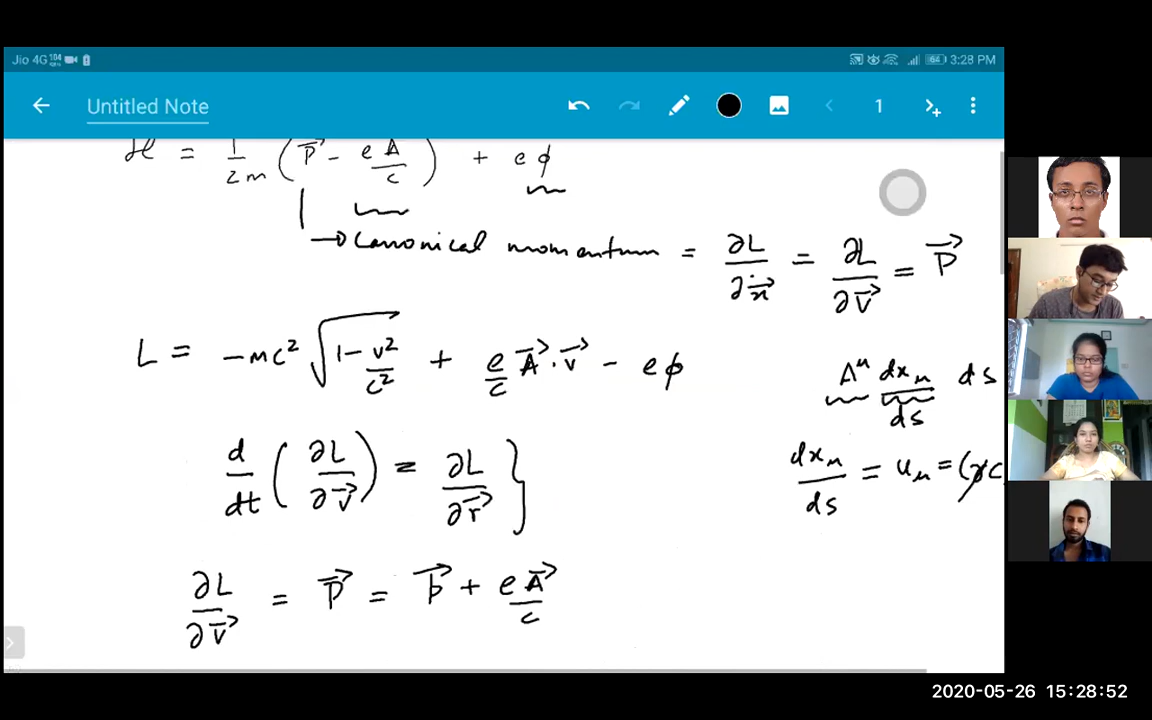 Jio 4G 3:28 PM
Untitled Note 1
ℋ = 1/2m (P⃗ - eA⃗/c) + eϕ
→ Canonical momentum = ∂L/∂ẋ⃗ = ∂L/∂v⃗ = P⃗
L = -mc² √(1 - v²/c²) + e/c A⃗·v⃗ - eϕ
A^μ dx_μ/ds ds
d/dt (∂L/∂v⃗) = ∂L/∂r⃗ }
dx_μ/ds = u_μ = (γc
∂L/∂v⃗ = P⃗ = p⃗ + eA⃗/c
2020-05-26 15:28:52